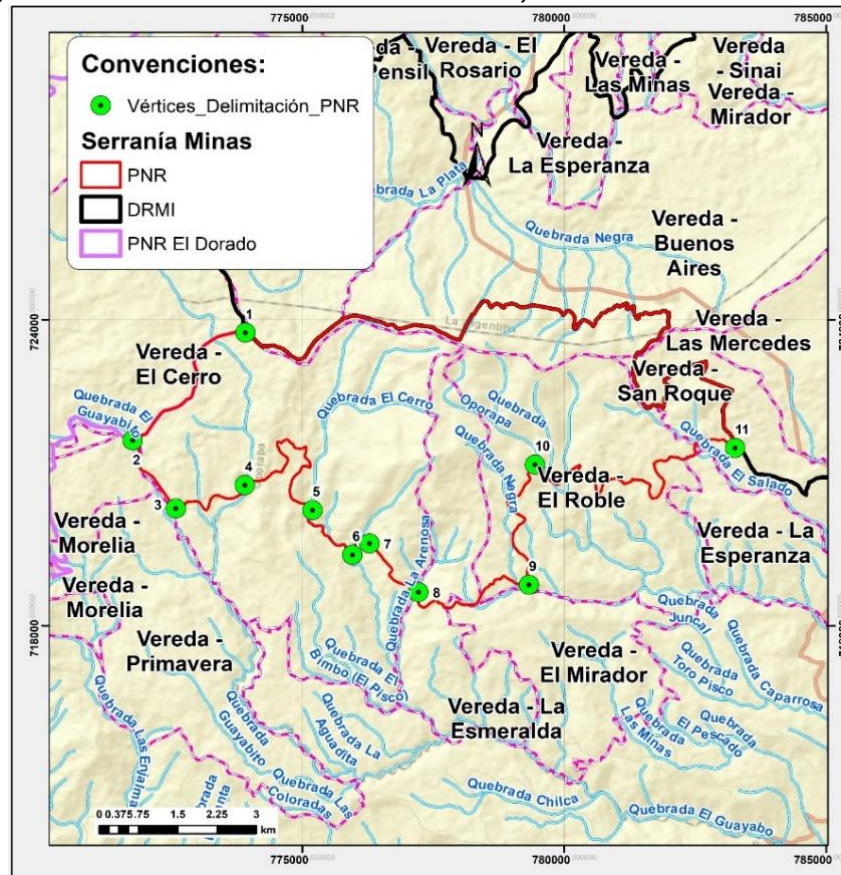 775000
780000
785000
Convenciones:
Vértices_Delimitación_PNR
Serranía Minas
PNR
DRMI
PNR El Dorado
Vereda - El
Rosario
Vereda -
Las Minas
Vereda
- Sinai
Vereda -
Mirador
N
Vereda -
La Esperanza
La Plata
Quebrada Negra
Vereda -
Buenos
Aires
724000
1
Vereda -
El Cerro
Vereda -
Las Mercedes
Vereda -
San Roque
Quebrada El
Guayabito
Quebrada El Cerro
Quebrada
Oporapa
Quebrada
Negra
2
3
4
5
6
7
8
9
10
11
Vereda -
El Roble
Quebrada El Salado
Vereda -
Morelia
Vereda - La
Esperanza
Vereda -
Morelia
Quebrada La Arenosa
718000
Vereda -
Primavera
Quebrada El
Bimbo (El Pisco)
Quebrada
Juncal
Vereda -
El Mirador
Quebrada
Toro Pisco
Quebrada Caparrosa
Quebrada
Guayabito
Quebrada La
Aguadita
Vereda - La
Esmeralda
Quebrada
Las Minas
Quebrada
El Pescado
Quebrada Las
Coloradas
Quebrada Chilca
Quebrada El Guayabo
0 0.375.75 1.5 2.25 3
km
775000
780000
785000